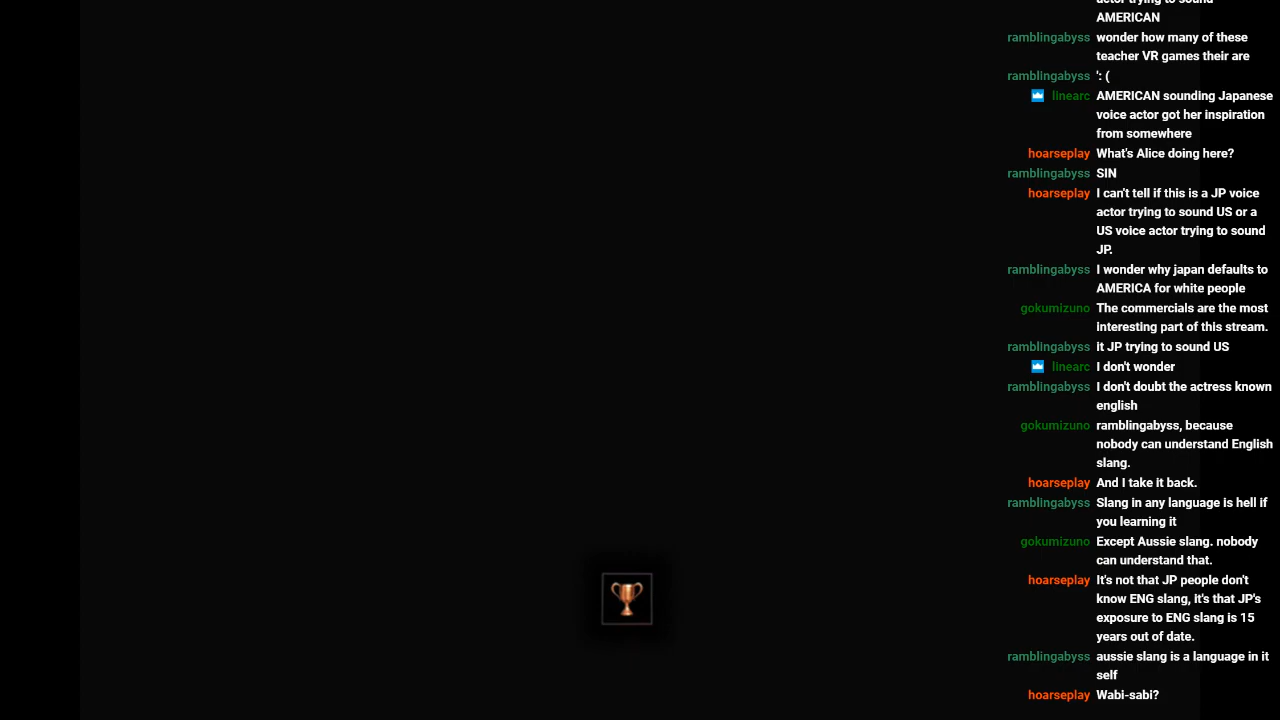 actor trying to sound
AMERICAN
ramblingabyss wonder how many of these
teacher VR games their are
ramblingabyss ': (
linearc AMERICAN sounding Japanese
voice actor got her inspiration
from somewhere
hoarseplay What's Alice doing here?
ramblingabyss SIN
hoarseplay I can't tell if this is a JP voice
actor trying to sound US or a
US voice actor trying to sound
JP.
ramblingabyss I wonder why japan defaults to
AMERICA for white people
gokumizuno The commercials are the most
interesting part of this stream.
ramblingabyss it JP trying to sound US
linearc I don't wonder
ramblingabyss I don't doubt the actress known
english
gokumizuno ramblingabyss, because
nobody can understand English
slang.
hoarseplay And I take it back.
ramblingabyss Slang in any language is hell if
you learning it
gokumizuno Except Aussie slang. nobody
can understand that.
hoarseplay It's not that JP people don't
know ENG slang, it's that JP's
exposure to ENG slang is 15
years out of date.
ramblingabyss aussie slang is a language in it
self
hoarseplay Wabi-sabi?